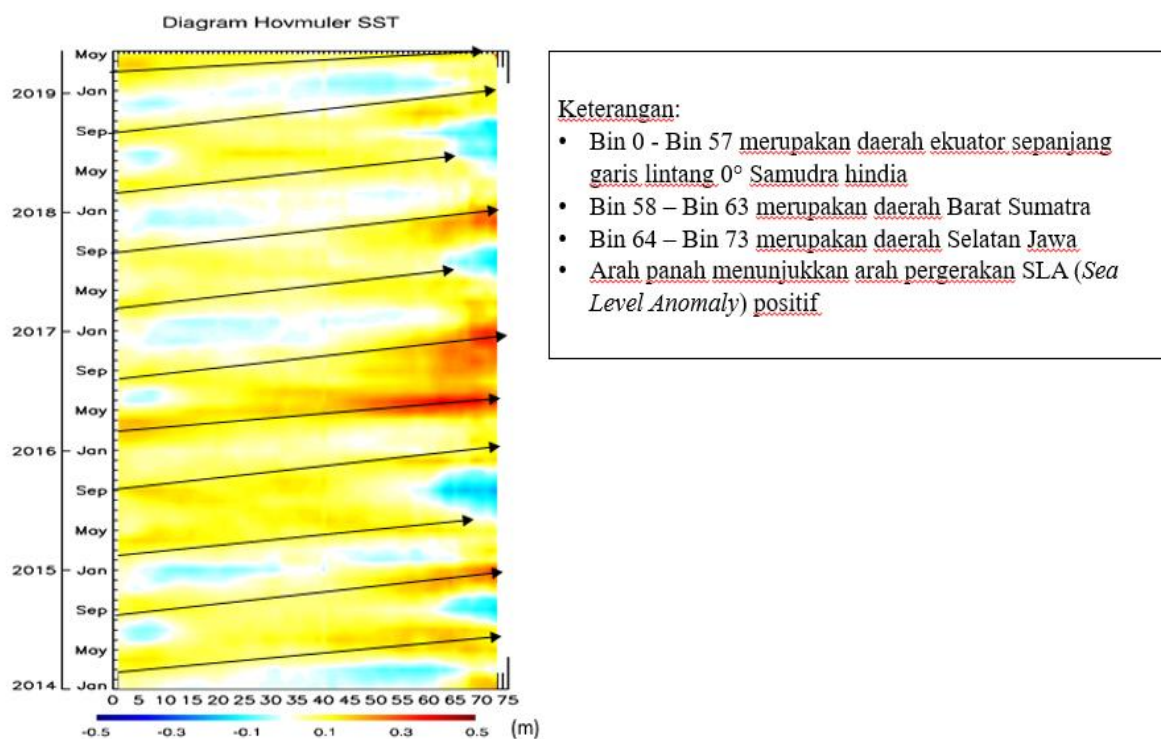 Diagram Hovmuler SST
May
2019 Jan
Sep
May
2018 Jan
Sep
May
2017 Jan
Sep
May
2016 Jan
Sep
May
2015 Jan
Sep
May
2014 Jan
0 5 10 15 20 25 30 35 40 45 50 55 60 65 70 75
-0.5 -0.3 -0.1 0.1 0.3 0.5 (m)
Keterangan:
• Bin 0 - Bin 57 merupakan daerah ekuator sepanjang
garis lintang 0° Samudra hindia
• Bin 58 – Bin 63 merupakan daerah Barat Sumatra
• Bin 64 – Bin 73 merupakan daerah Selatan Jawa
• Arah panah menunjukkan arah pergerakan SLA (Sea
Level Anomaly) positif